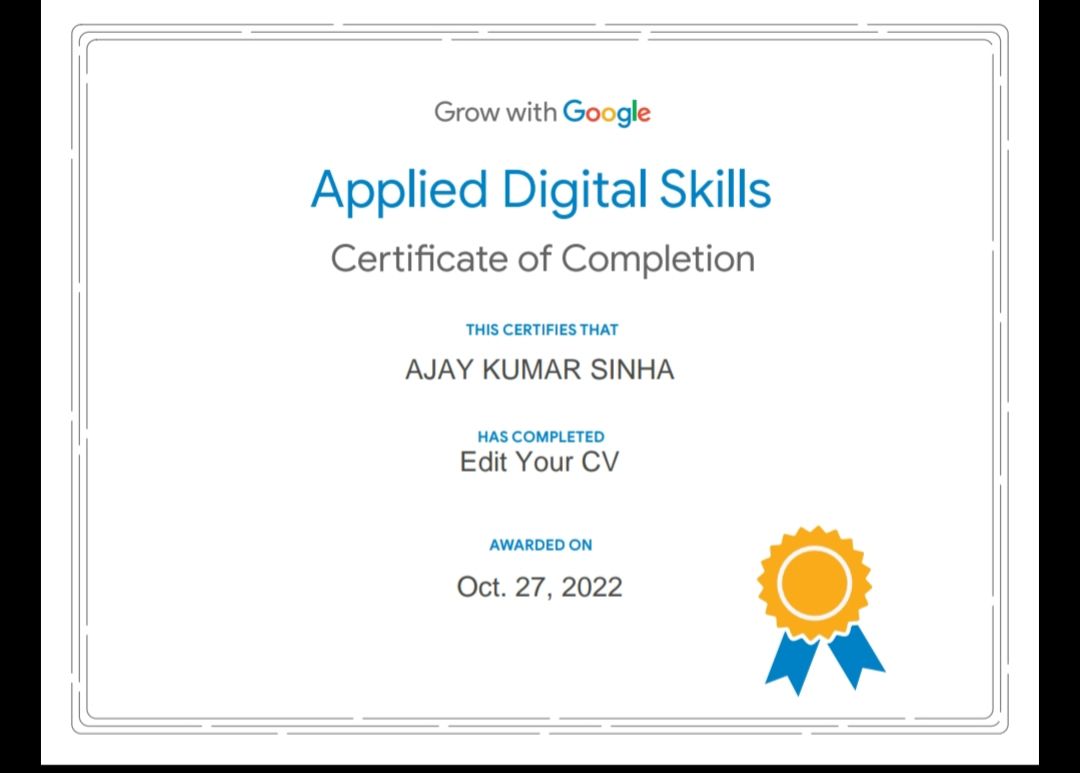 Grow with Google
Applied Digital Skills
Certificate of Completion
THIS CERTIFIES THAT
AJAY KUMAR SINHA
HAS COMPLETED
Edit Your CV
AWARDED ON
Oct. 27, 2022